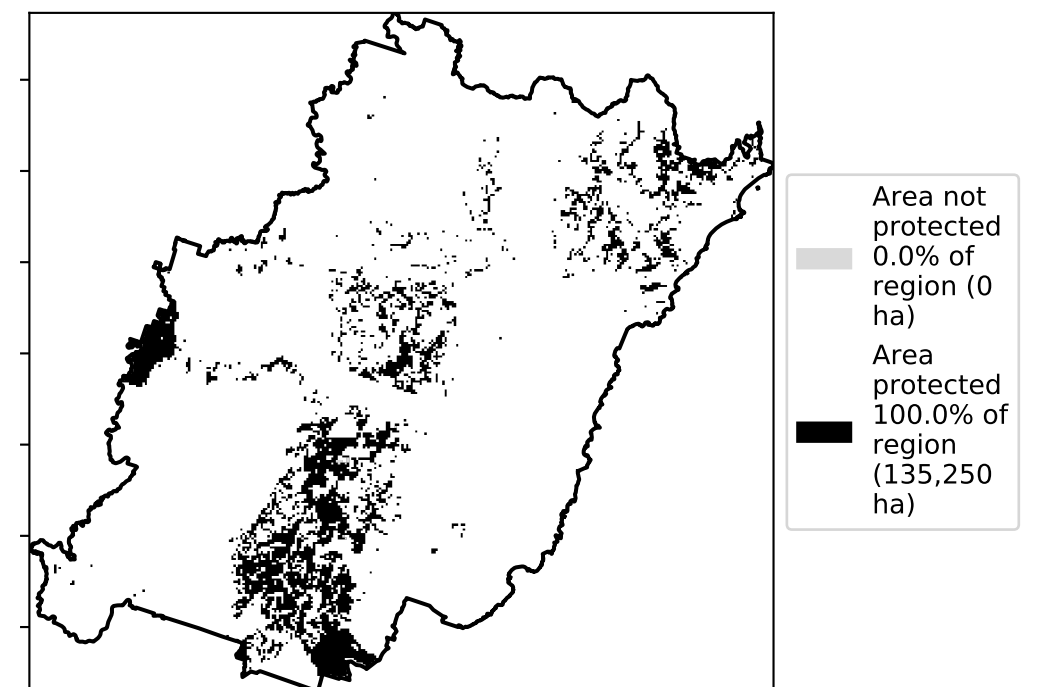 Area not
protected
0.0% of
region (0
ha)
Area
protected
100.0% of
region
(135,250
ha)